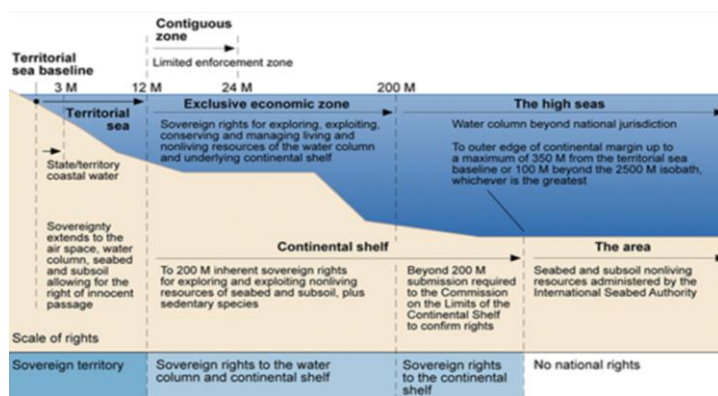 Contiguous
zone
Limited enforcement zone
Territorial
sea baseline
3 M
12 M
24 M
200 M
Territorial
sea
Exclusive economic zone
Sovereign rights for exploring, exploiting,
conserving and managing living and
nonliving resources of the water column
and underlying continental shelf
The high seas
Water column beyond national jurisdiction
To outer edge of continental margin up to
a maximum of 350 M from the territorial sea
baseline or 100 M beyond the 2500 M isobath,
whichever is the greatest
State/territory
coastal water
Sovereignty
extends to the
air space, water
column, seabed
and subsoil
allowing for the
right of innocent
passage
Continental shelf
To 200 M inherent sovereign rights
for exploring and exploiting nonliving
resources of seabed and subsoil, plus
sedentary species
Beyond 200 M
submission required
to the Commission
on the Limits of the
Continental Shelf
to confirm rights
The area
Seabed and subsoil nonliving
resources administered by the
International Seabed Authority
Scale of rights
Sovereign territory
Sovereign rights to the water
column and continental shelf
Sovereign rights
to the continental
shelf
No national rights